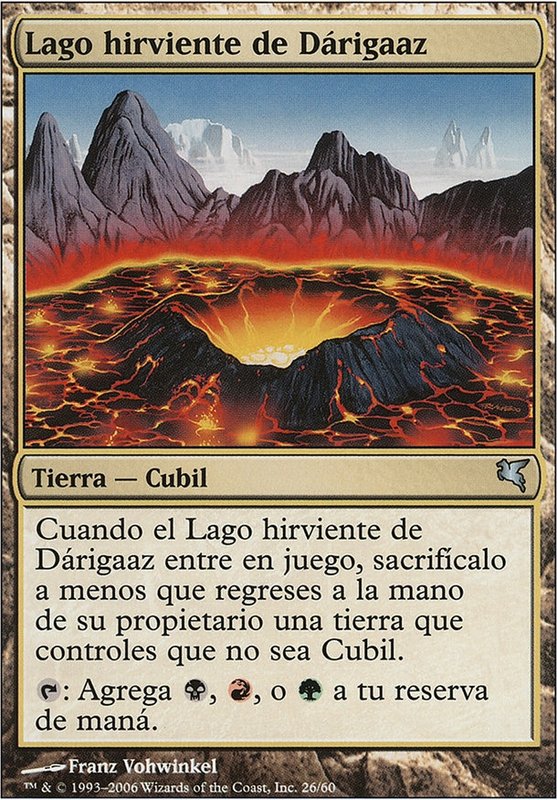 Lago hirviente de Dárigaaz
Tierra — Cubil
Cuando el Lago hirviente de
Dárigaaz entre en juego, sacrifícalo
a menos que regreses a la mano
de su propietario una tierra que
controles que no sea Cubil.
: Agrega , , o a tu reserva
de maná.
Franz Vohwinkel
™ & © 1993–2006 Wizards of the Coast, Inc. 26/60